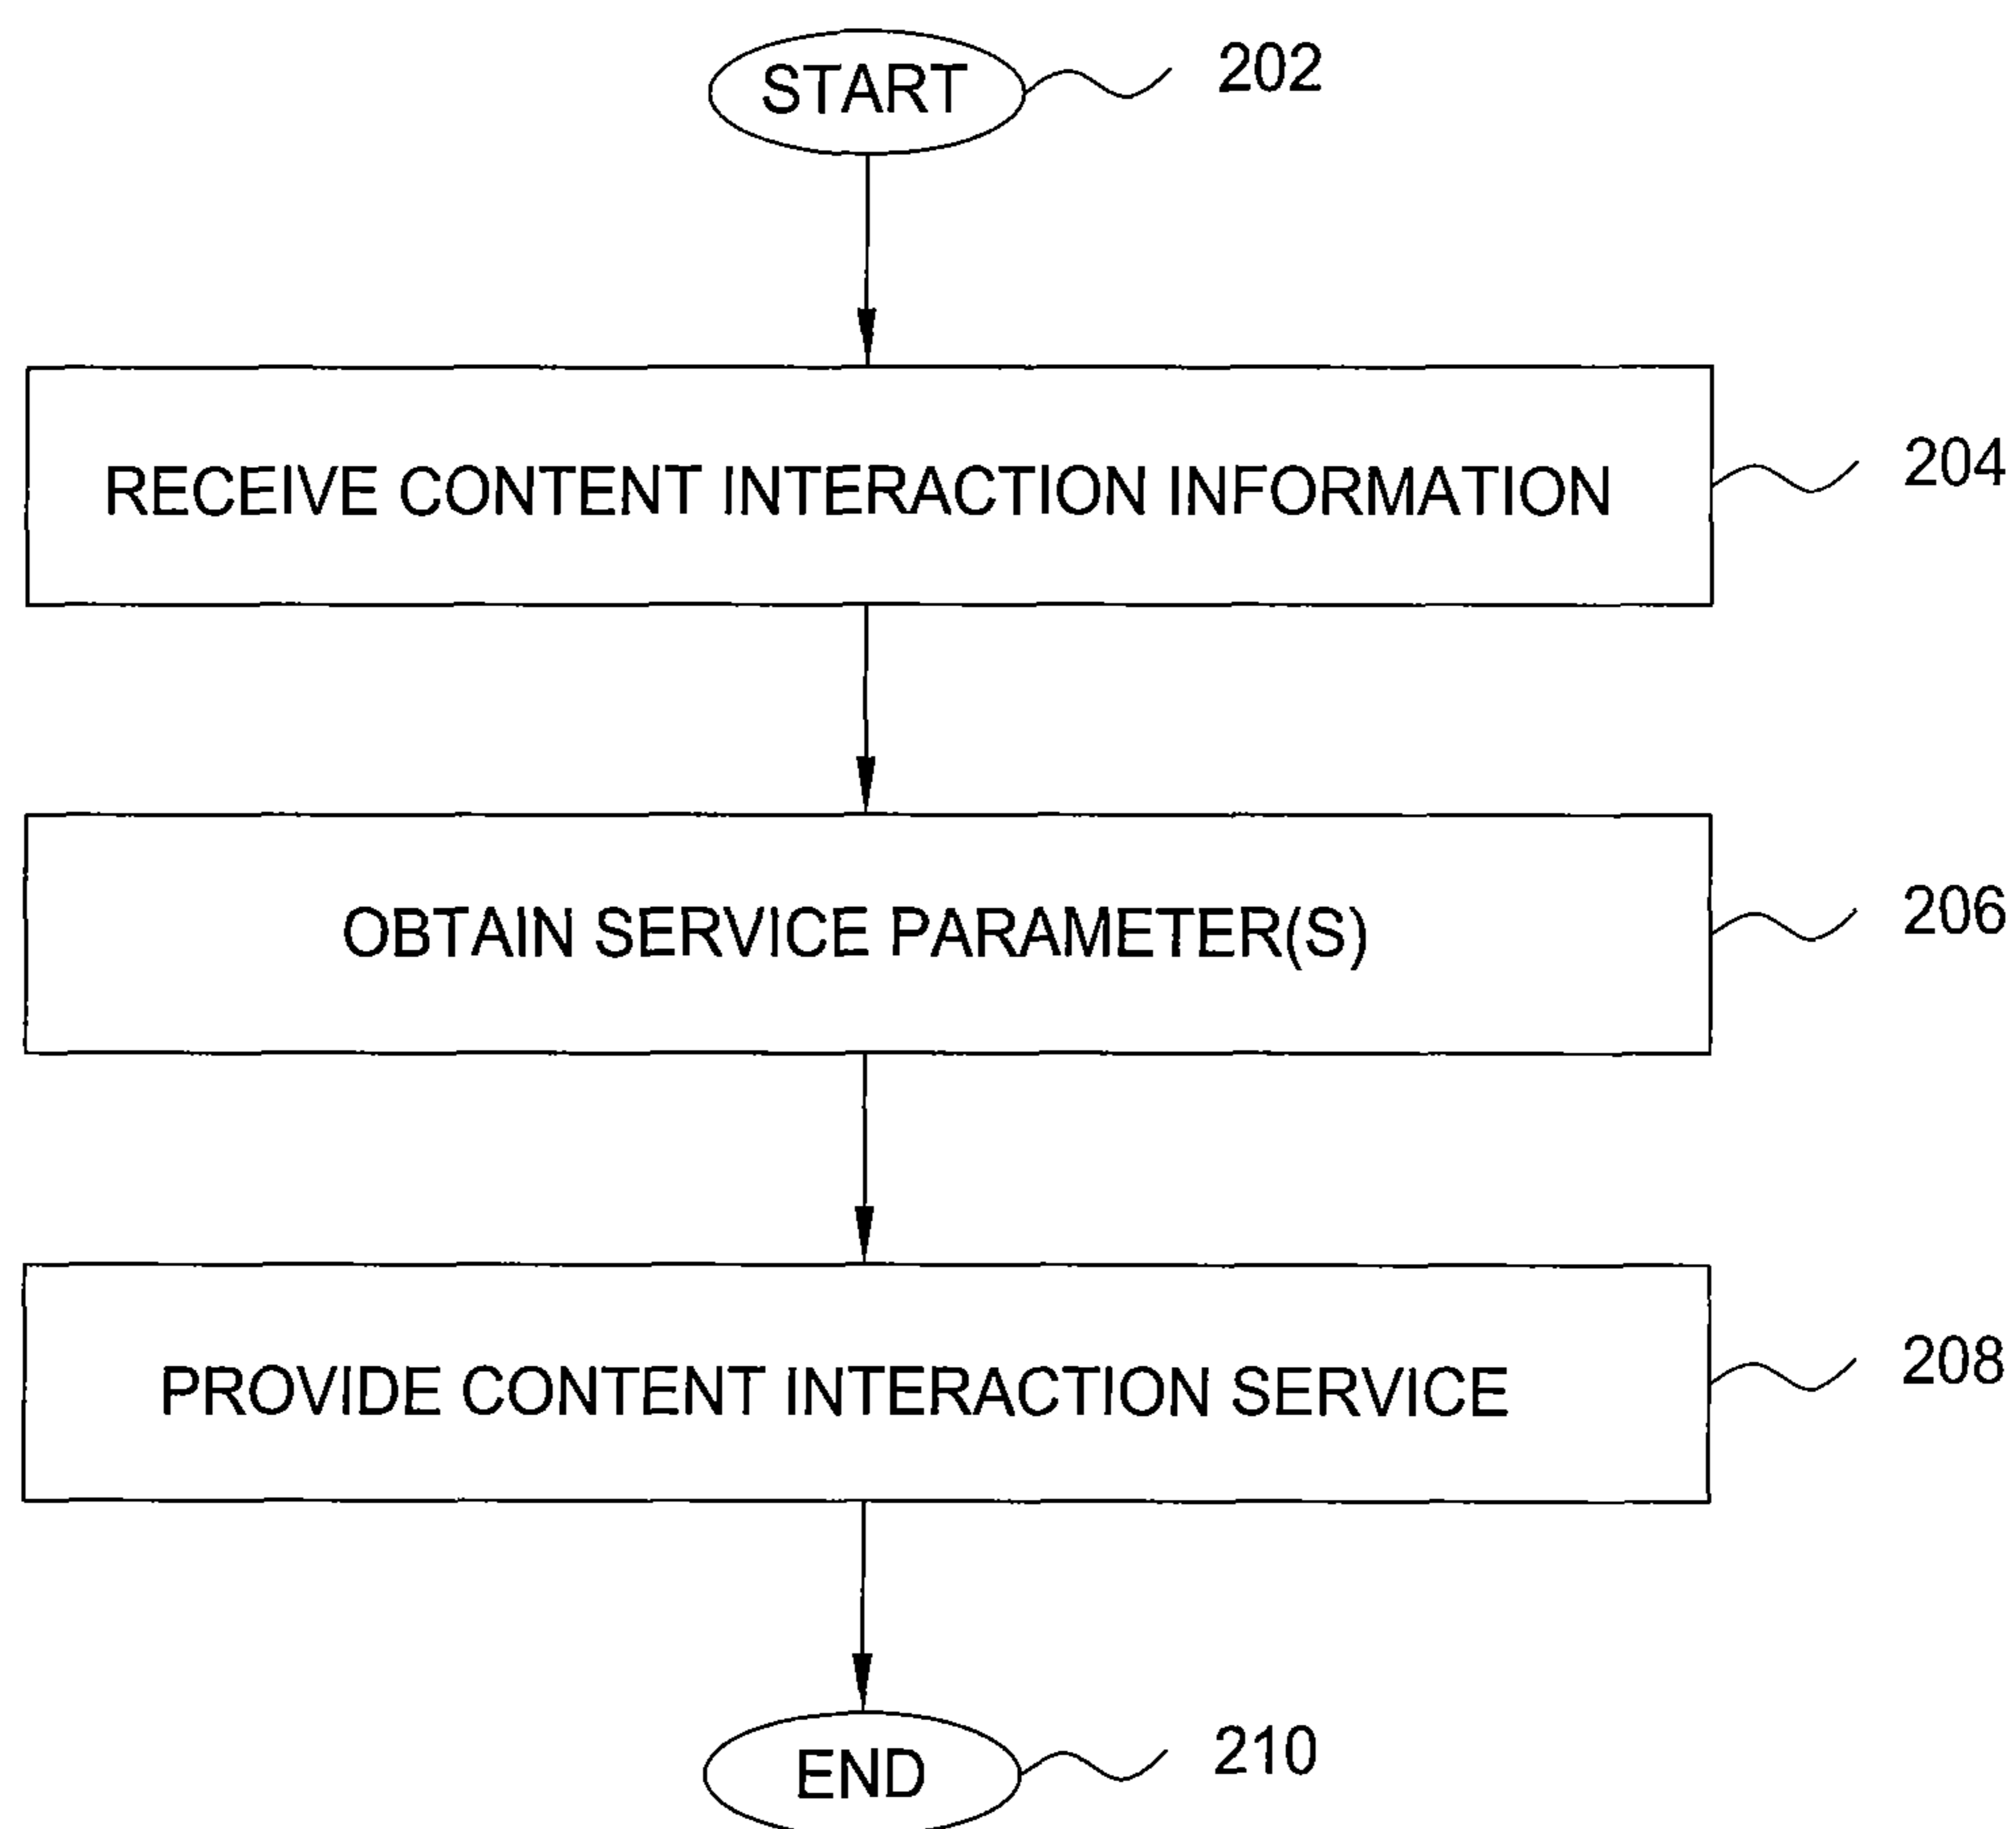 START 202
RECEIVE CONTENT INTERACTION INFORMATION 204
OBTAIN SERVICE PARAMETER(S) 206
PROVIDE CONTENT INTERACTION SERVICE 208
END 210